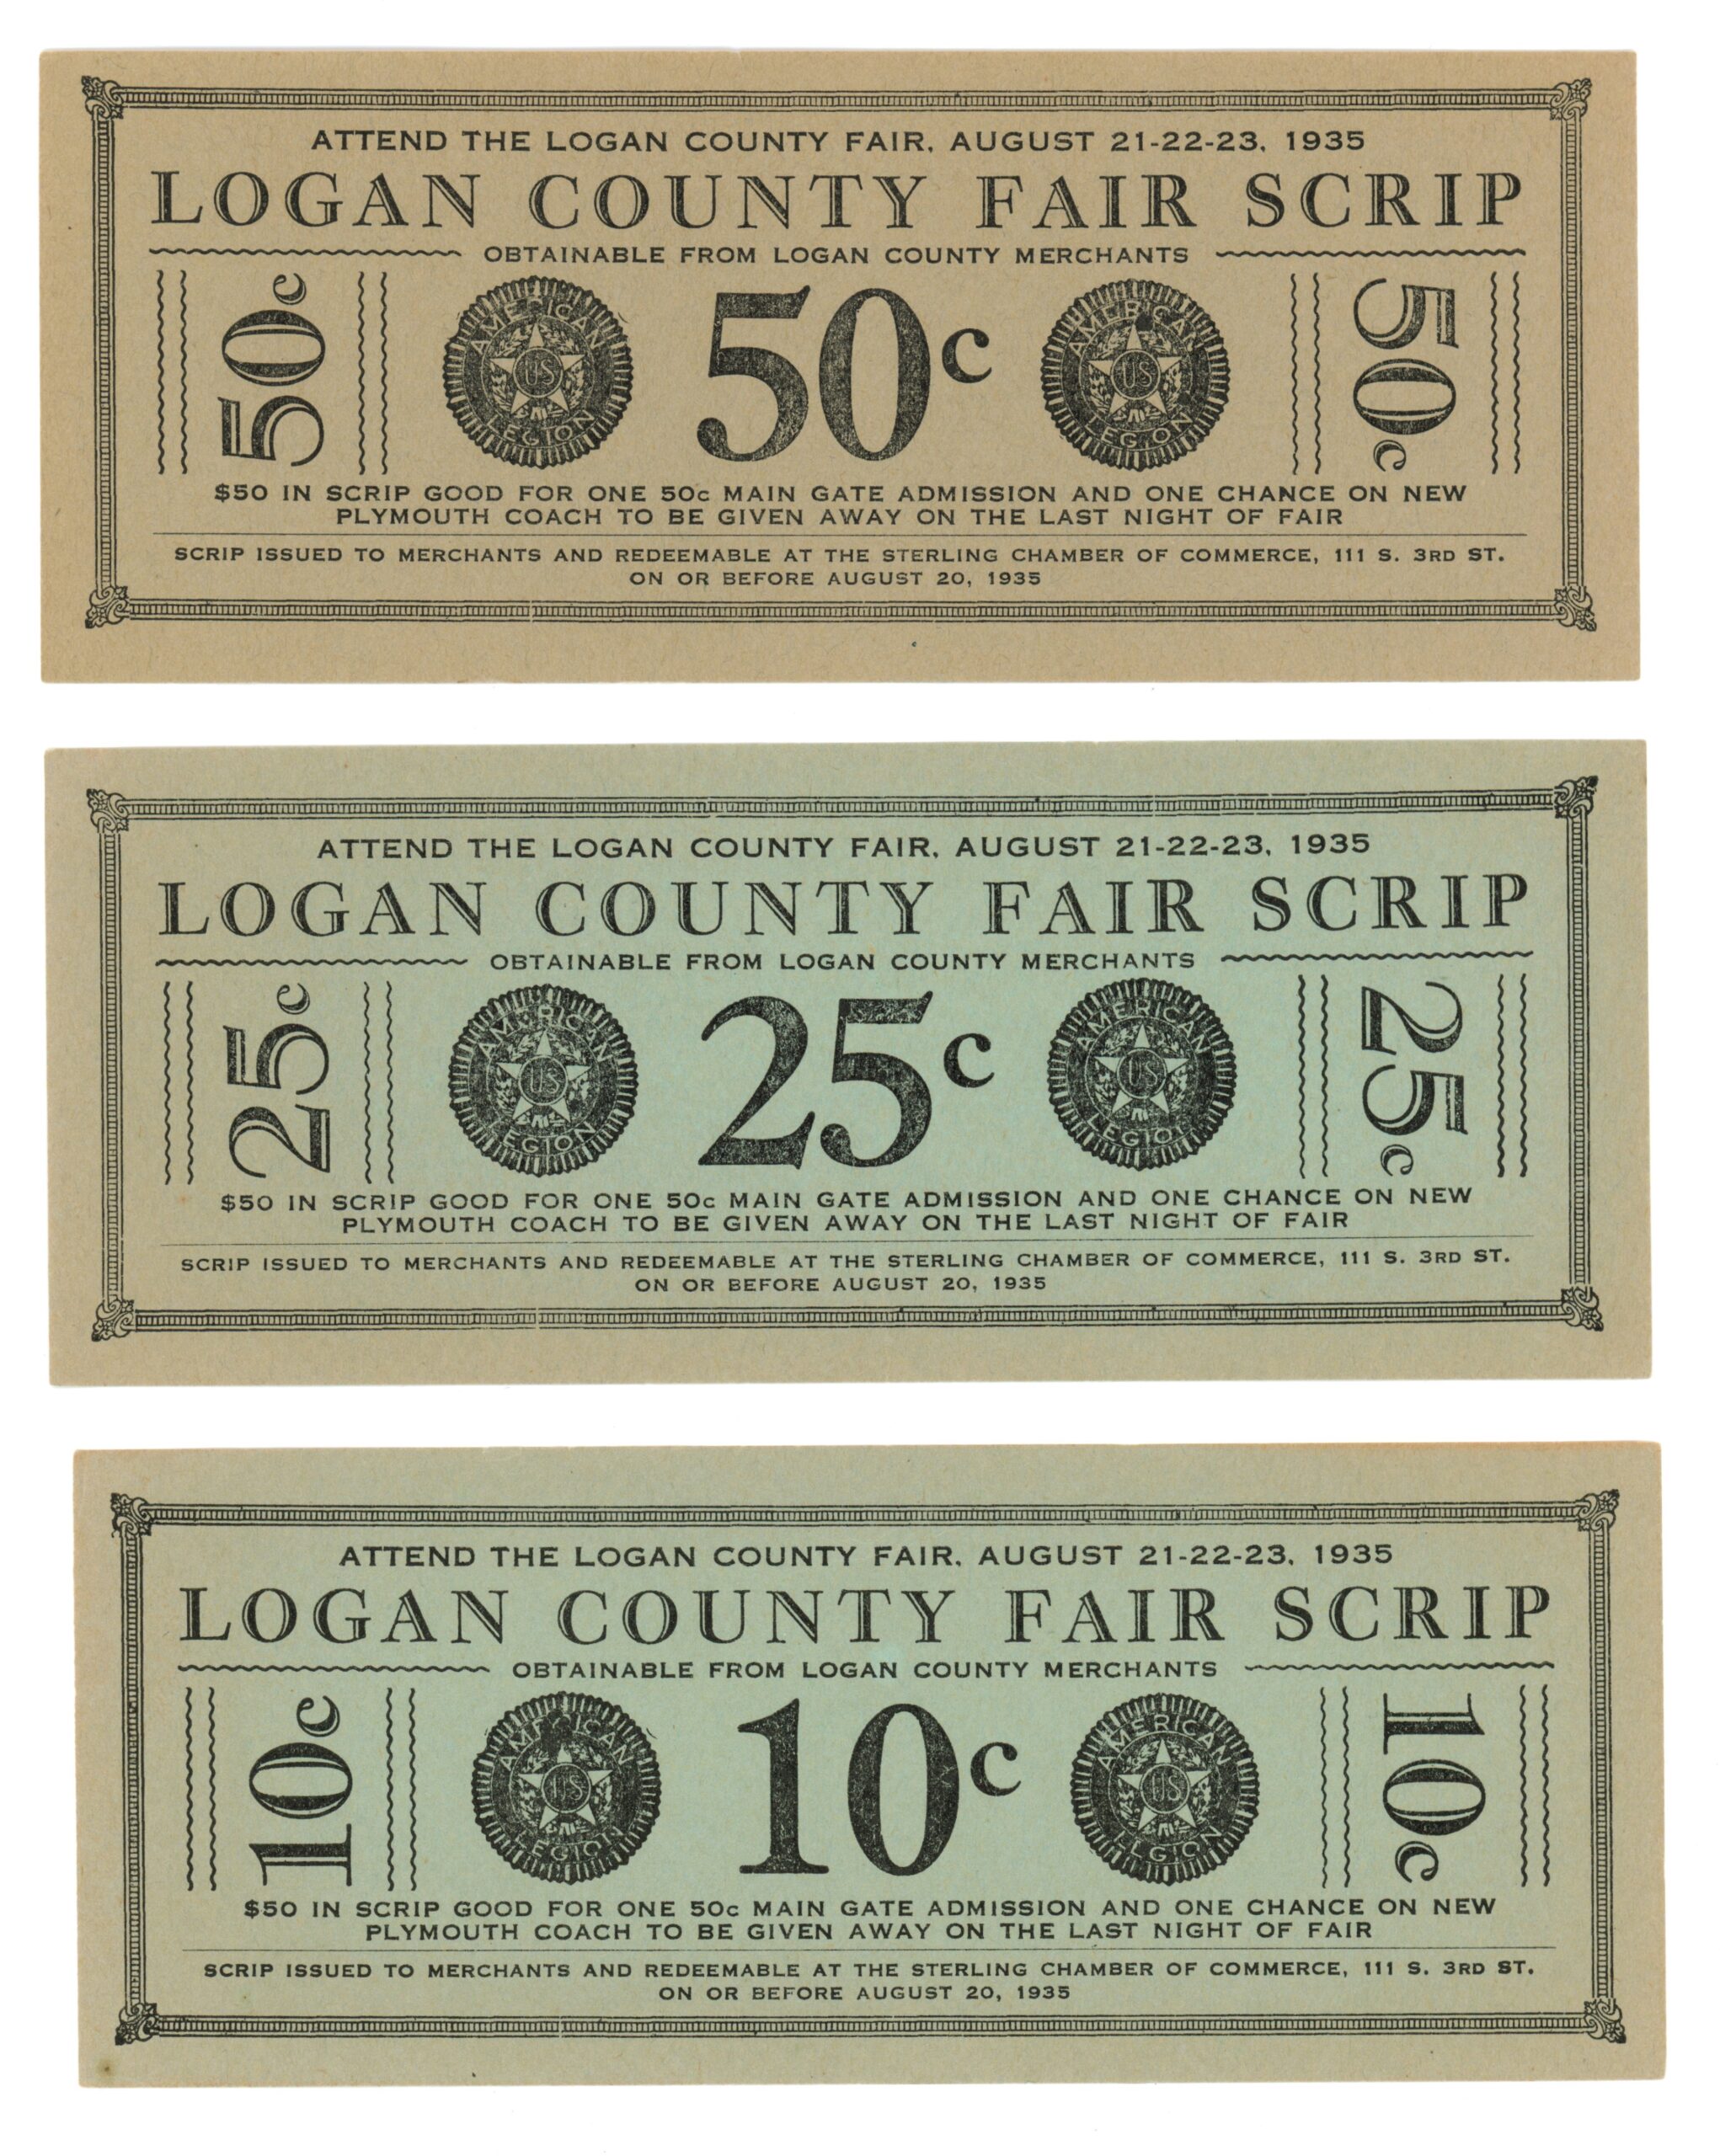 ATTEND THE LOGAN COUNTY FAIR, AUGUST 21-22-23, 1935
LOGAN COUNTY FAIR SCRIP
OBTAINABLE FROM LOGAN COUNTY MERCHANTS
50c
AMERICAN LEGION
US
50c
AMERICAN LEGION
US
50c
$50 IN SCRIP GOOD FOR ONE 50c MAIN GATE ADMISSION AND ONE CHANCE ON NEW
PLYMOUTH COACH TO BE GIVEN AWAY ON THE LAST NIGHT OF FAIR
SCRIP ISSUED TO MERCHANTS AND REDEEMABLE AT THE STERLING CHAMBER OF COMMERCE, 111 S. 3RD ST.
ON OR BEFORE AUGUST 20, 1935
ATTEND THE LOGAN COUNTY FAIR, AUGUST 21-22-23, 1935
LOGAN COUNTY FAIR SCRIP
OBTAINABLE FROM LOGAN COUNTY MERCHANTS
25c
AMERICAN LEGION
US
25c
AMERICAN LEGION
US
25c
$50 IN SCRIP GOOD FOR ONE 50c MAIN GATE ADMISSION AND ONE CHANCE ON NEW
PLYMOUTH COACH TO BE GIVEN AWAY ON THE LAST NIGHT OF FAIR
SCRIP ISSUED TO MERCHANTS AND REDEEMABLE AT THE STERLING CHAMBER OF COMMERCE, 111 S. 3RD ST.
ON OR BEFORE AUGUST 20, 1935
ATTEND THE LOGAN COUNTY FAIR, AUGUST 21-22-23, 1935
LOGAN COUNTY FAIR SCRIP
OBTAINABLE FROM LOGAN COUNTY MERCHANTS
10c
AMERICAN LEGION
US
10c
AMERICAN LEGION
US
10c
$50 IN SCRIP GOOD FOR ONE 50c MAIN GATE ADMISSION AND ONE CHANCE ON NEW
PLYMOUTH COACH TO BE GIVEN AWAY ON THE LAST NIGHT OF FAIR
SCRIP ISSUED TO MERCHANTS AND REDEEMABLE AT THE STERLING CHAMBER OF COMMERCE, 111 S. 3RD ST.
ON OR BEFORE AUGUST 20, 1935